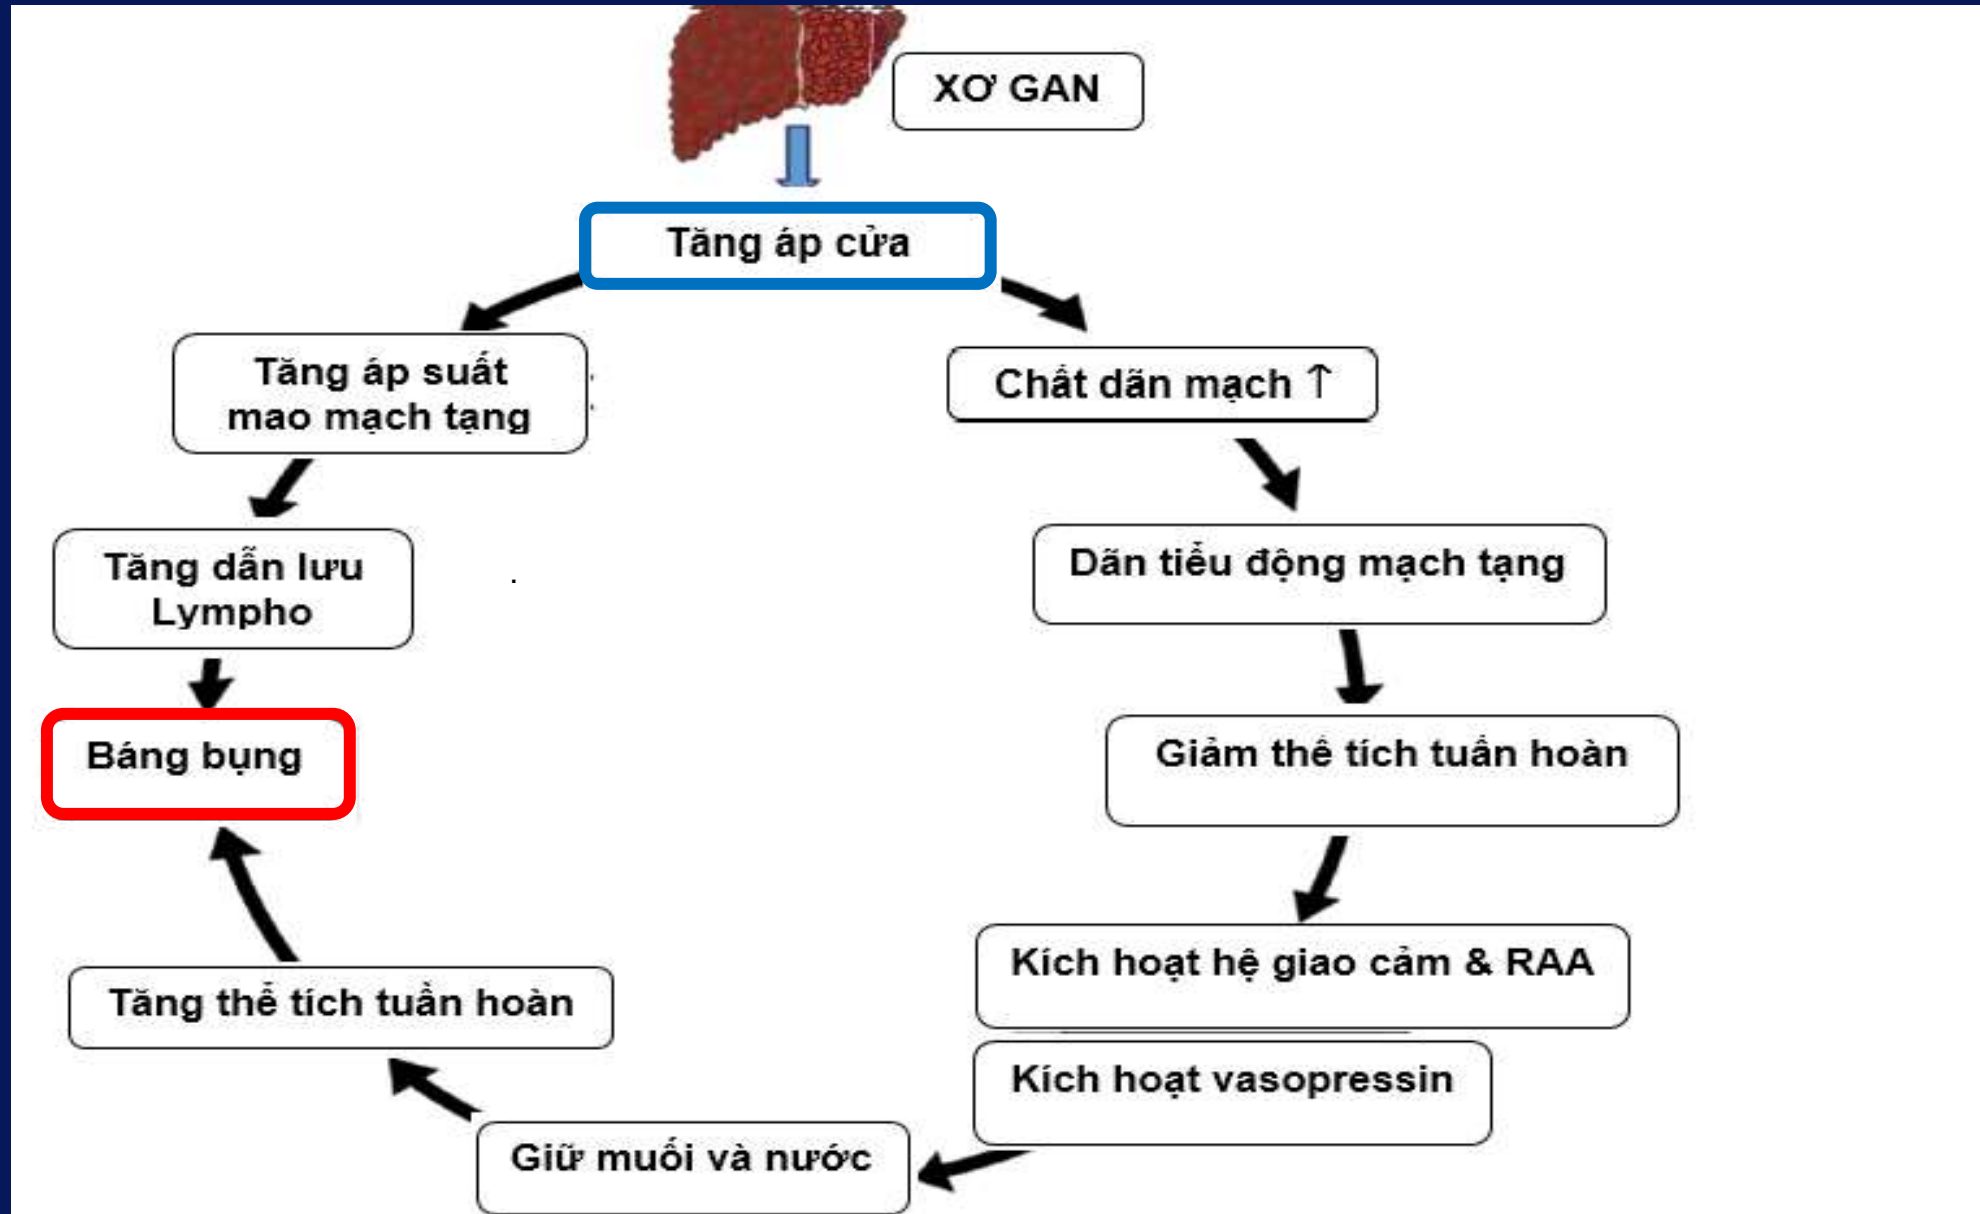 XƠ GAN
Tăng áp cửa
Tăng áp suất
mao mạch tạng
Chất dãn mạch ↑
Tăng dẫn lưu
Lympho
Dãn tiểu động mạch tạng
Báng bụng
Giảm thể tích tuần hoàn
Kích hoạt hệ giao cảm & RAA
Tăng thể tích tuần hoàn
Kích hoạt vasopressin
Giữ muối và nước